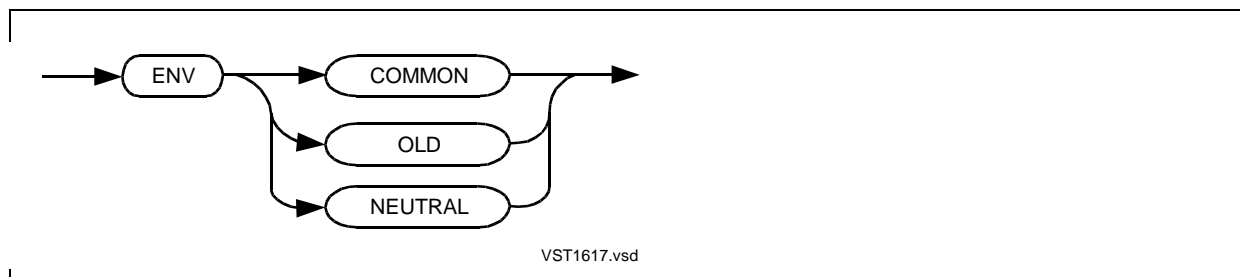 ENV
COMMON
OLD
NEUTRAL
VST1617.vsd